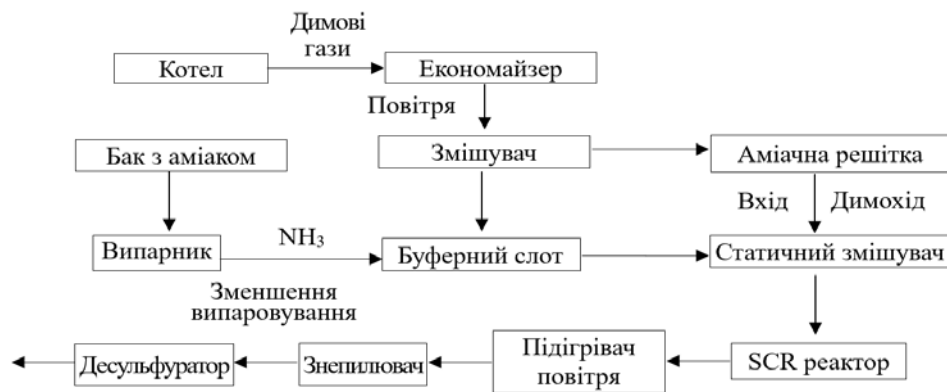 Димові
гази
Котел
Економайзер
Повітря
Бак з аміаком
Змішувач
Аміачна решітка
Вхід
Димохід
Випарник
NH₃
Буферний слот
Статичний змішувач
Зменшення
випаровування
Десульфуратор
Знепилювач
Підігрівач
повітря
SCR реактор